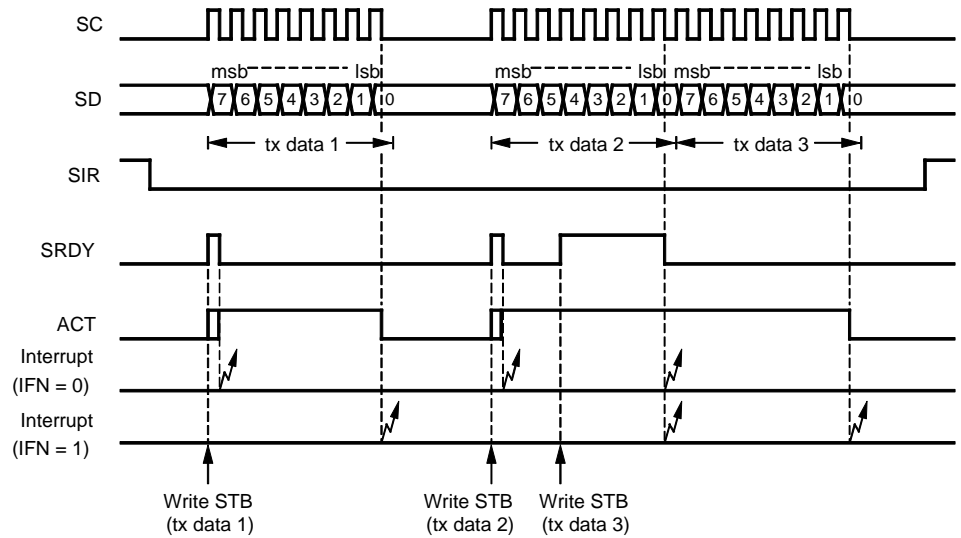 SC
msb lsb msb lsb
SD 7 6 5 4 3 2 1 0 7 6 5 4 3 2 1 0 7 6 5 4 3 2 1 0
tx data 1 tx data 2 tx data 3
SIR
SRDY
ACT
Interrupt
(IFN = 0)
Interrupt
(IFN = 1)
Write STB Write STB Write STB
(tx data 1) (tx data 2) (tx data 3)